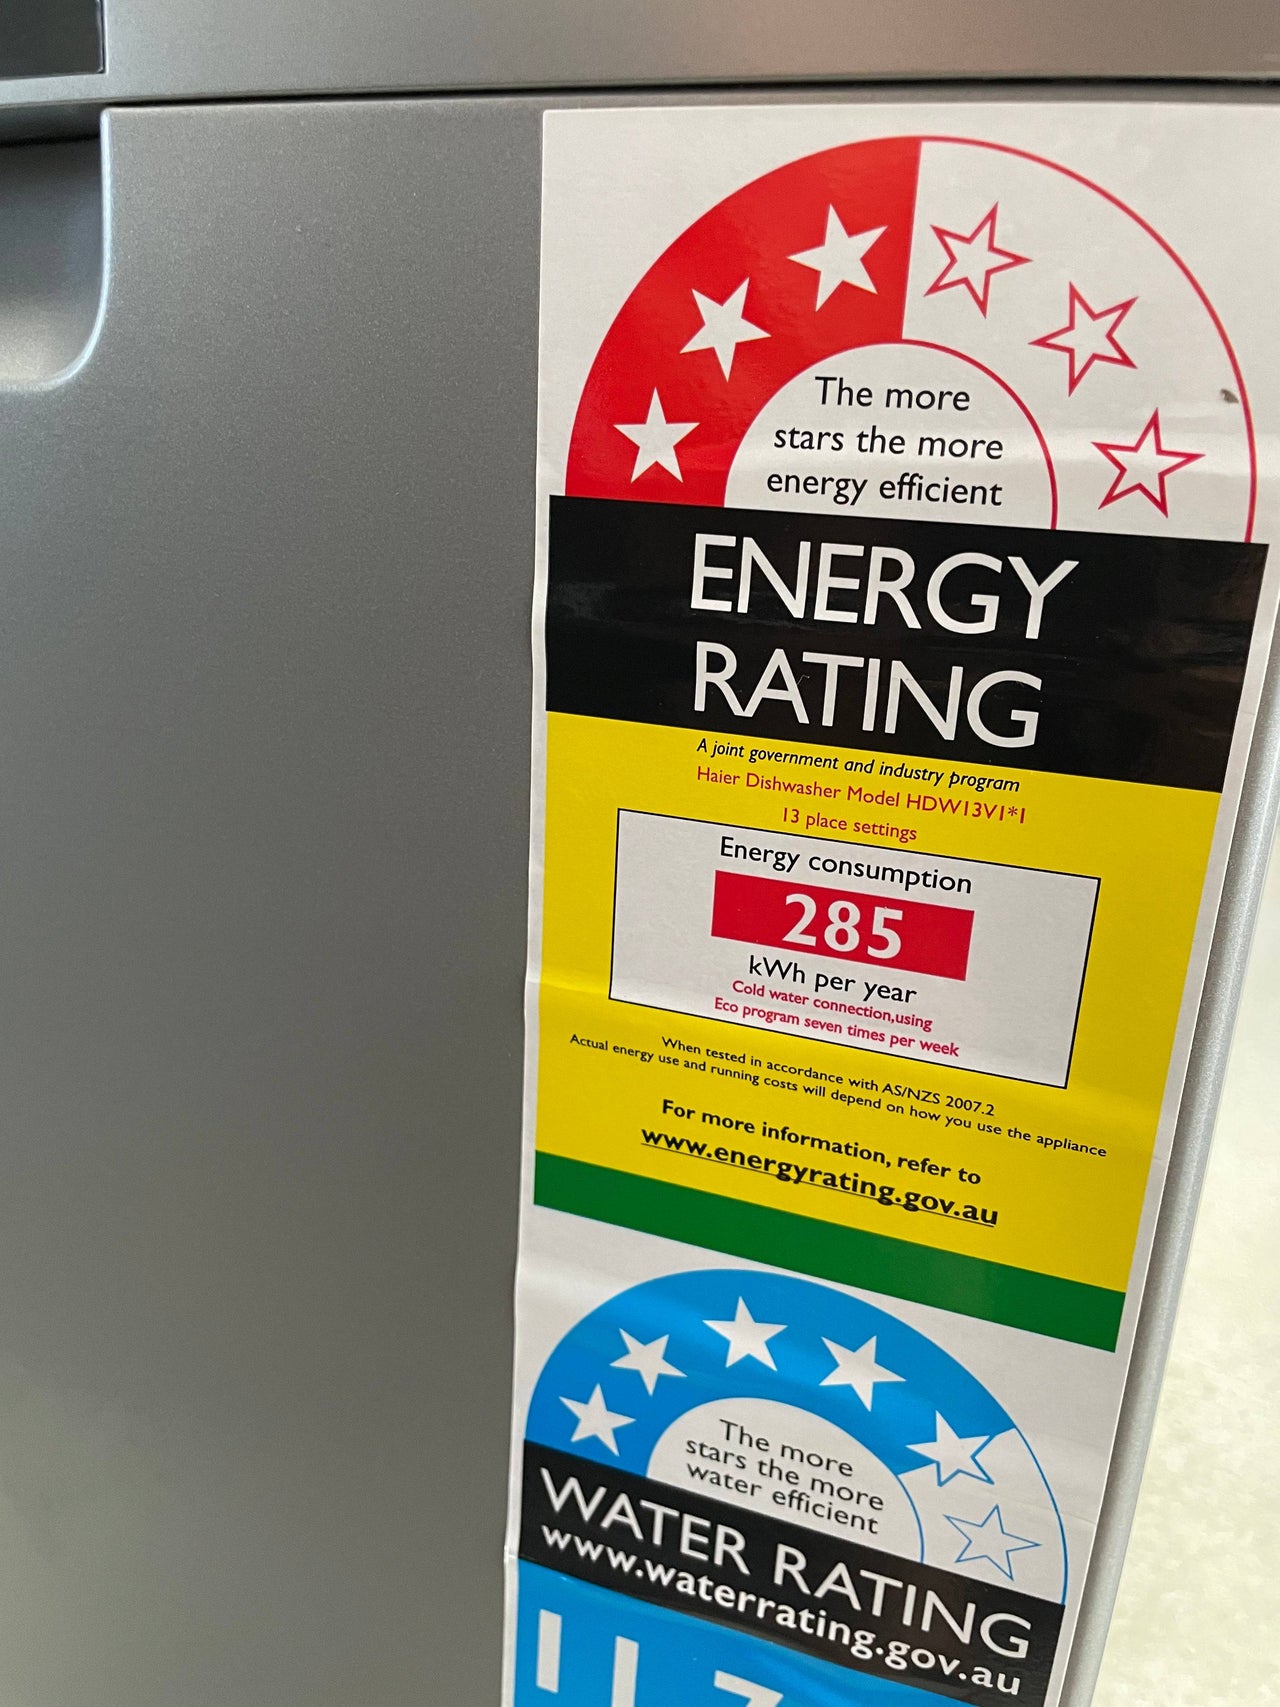 The more
stars the more
energy efficient
ENERGY
RATING
A joint government and industry program
Haier Dishwasher Model HDW13V1*1
13 place settings
Energy consumption
285
kWh per year
Cold water connection,using
Eco program seven times per week
When tested in accordance with AS/NZS 2007.2
Actual energy use and running costs will depend on how you use the appliance
For more information, refer to
www.energyrating.gov.au
The more
stars the more
water efficient
WATER RATING
www.waterrating.gov.au